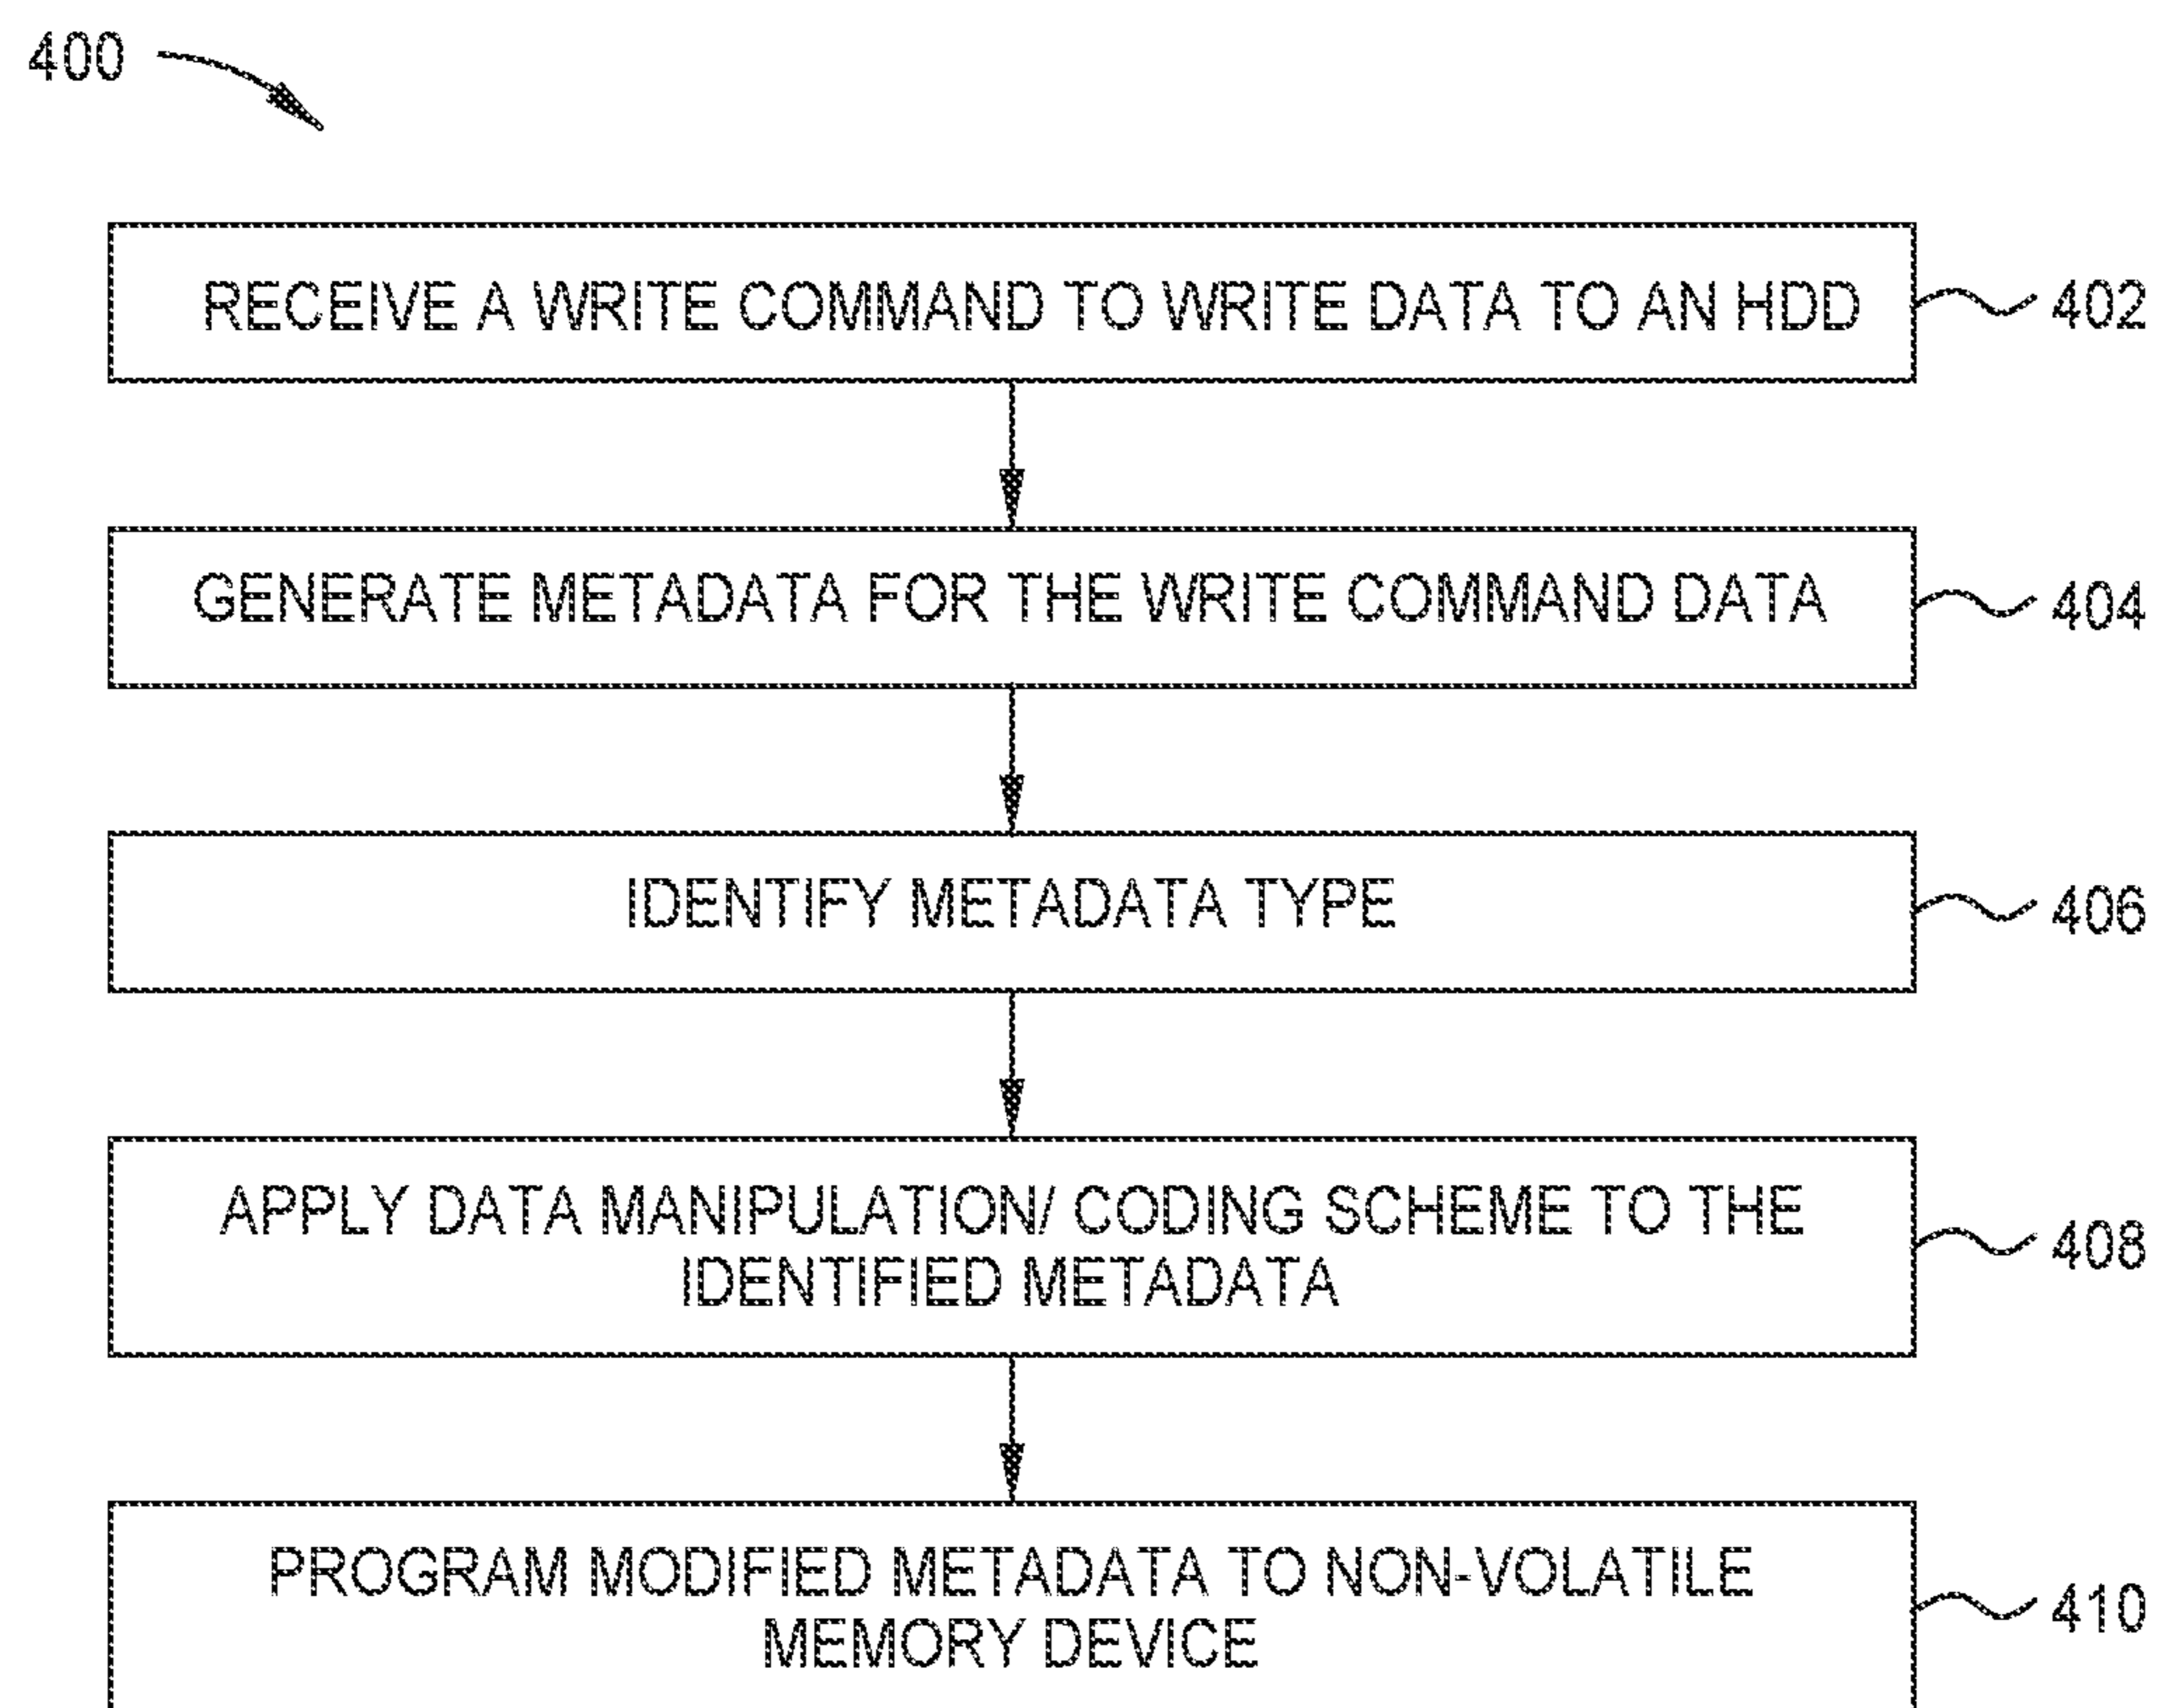 400
RECEIVE A WRITE COMMAND TO WRITE DATA TO AN HDD
402
GENERATE METADATA FOR THE WRITE COMMAND DATA
404
IDENTIFY METADATA TYPE
406
APPLY DATA MANIPULATION/ CODING SCHEME TO THE
IDENTIFIED METADATA
408
PROGRAM MODIFIED METADATA TO NON-VOLATILE
MEMORY DEVICE
410